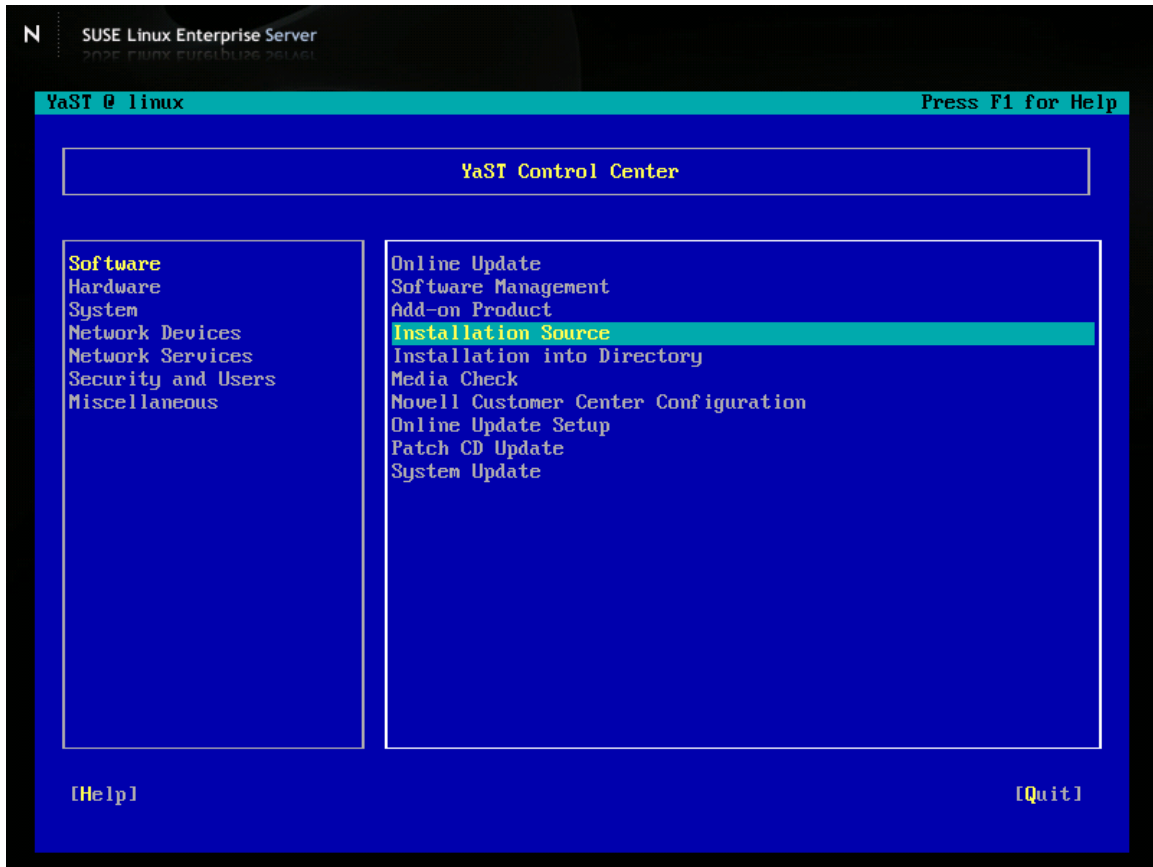 N
SUSE Linux Enterprise Server
YaST @ linux
Press F1 for Help
YaST Control Center
Software
Hardware
System
Network Devices
Network Services
Security and Users
Miscellaneous
Online Update
Software Management
Add-on Product
Installation Source
Installation into Directory
Media Check
Novell Customer Center Configuration
Online Update Setup
Patch CD Update
System Update
[Help]
[Quit]